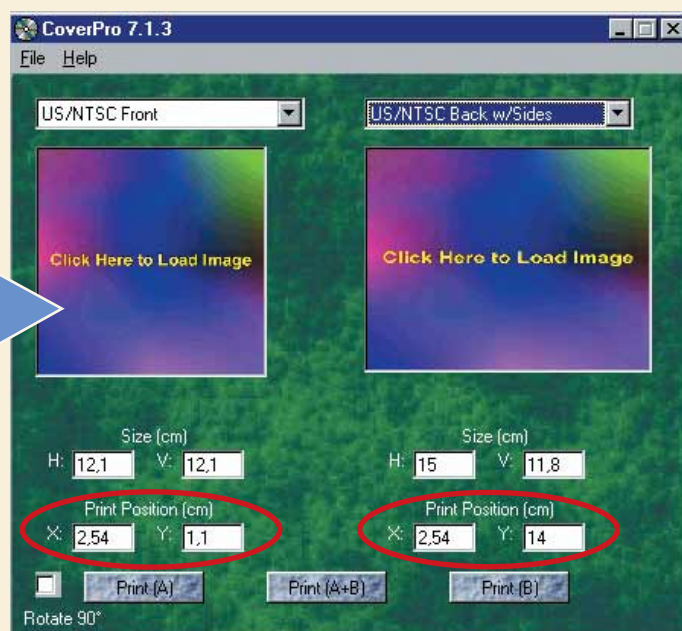 CoverPro 7.1.3
File Help
US/NTSC Front
US/NTSC Back w/Sides
Click Here to Load Image
Click Here to Load Image
Size (cm)
H: 12,1 V: 12,1
Size (cm)
H: 15 V: 11,8
Print Position (cm)
X: 2,54 Y: 1,1
Print Position (cm)
X: 2,54 Y: 14
Print (A)
Print (A+B)
Print (B)
Rotate 90°